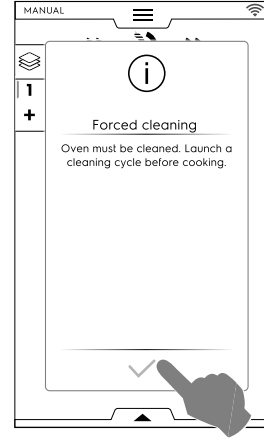 MANUAL
1
+
i
Forced cleaning
Oven must be cleaned. Launch a
cleaning cycle before cooking.